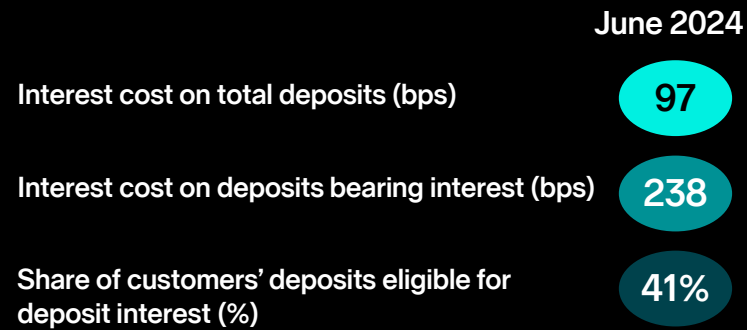 June 2024
Interest cost on total deposits (bps)
97
Interest cost on deposits bearing interest (bps)
238
Share of customers’ deposits eligible for
deposit interest (%)
41%